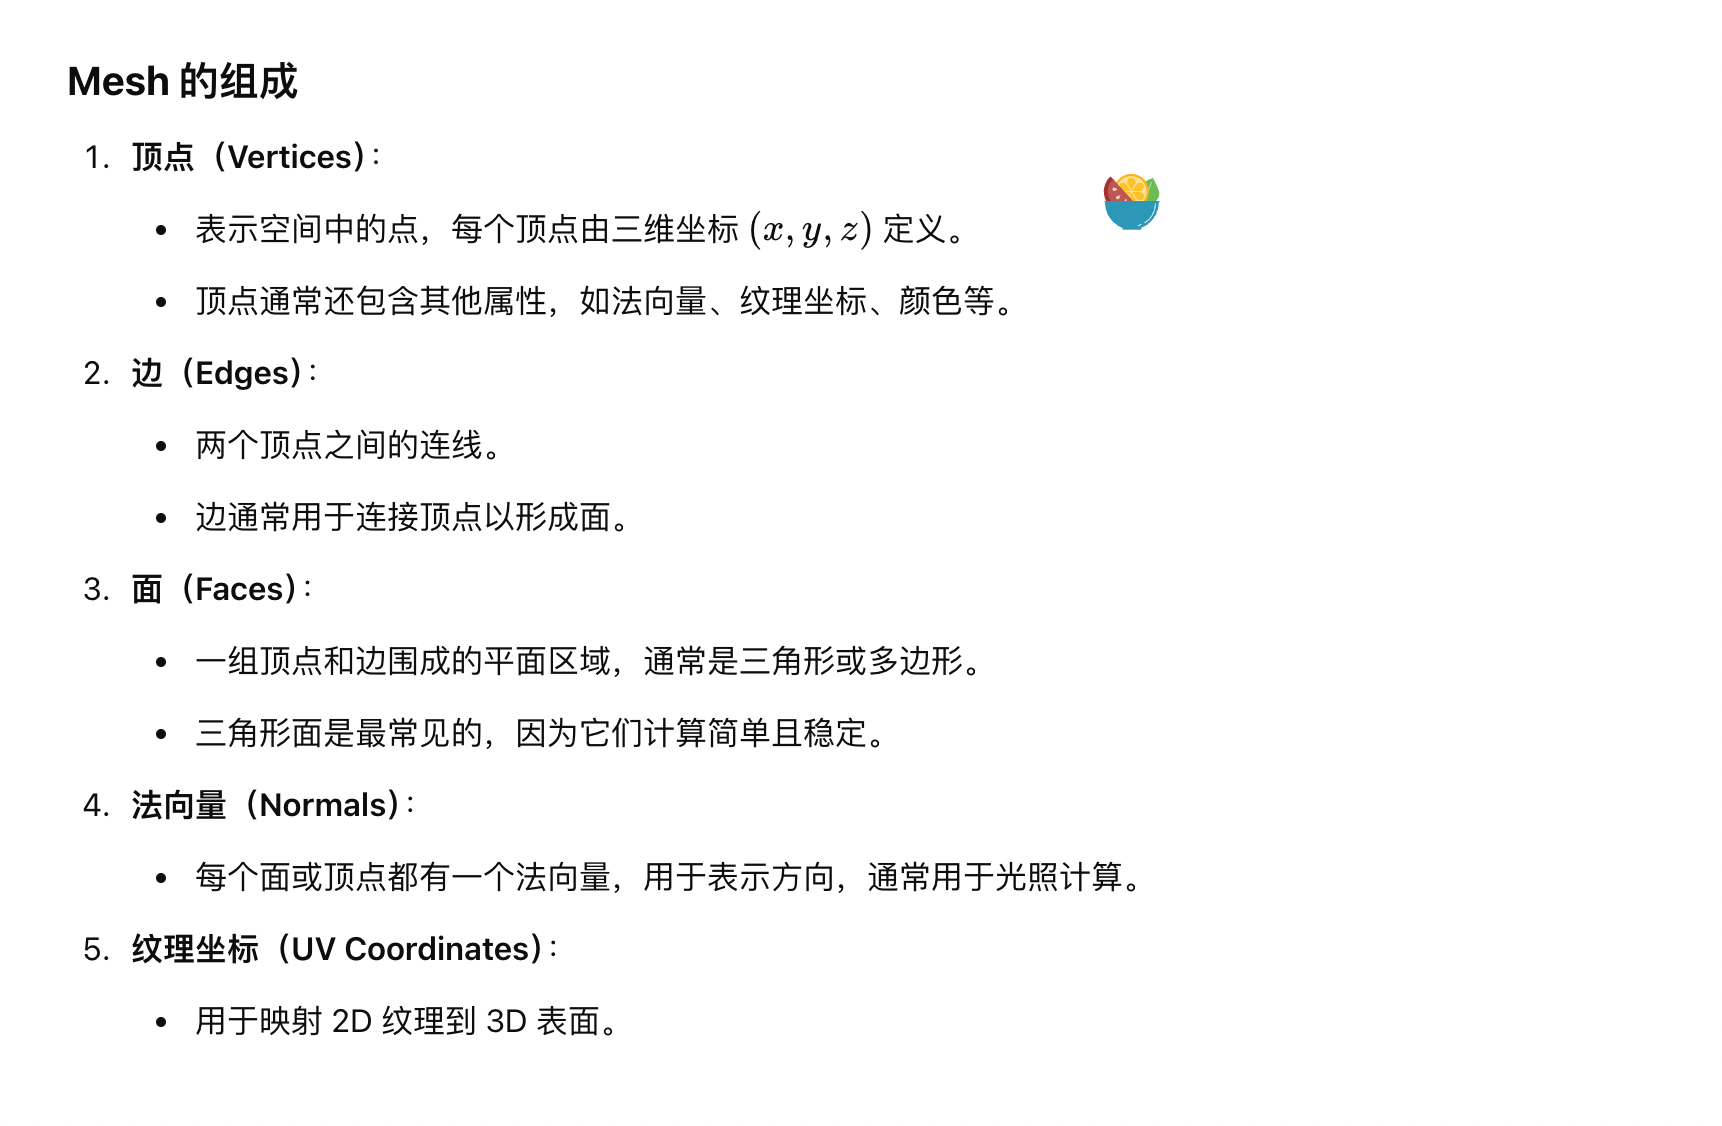 Mesh 的组成
1. 顶点（Vertices）：
• 表示空间中的点，每个顶点由三维坐标 (x, y, z) 定义。
• 顶点通常还包含其他属性，如法向量、纹理坐标、颜色等。
2. 边（Edges）：
• 两个顶点之间的连线。
• 边通常用于连接顶点以形成面。
3. 面（Faces）：
• 一组顶点和边围成的平面区域，通常是三角形或多边形。
• 三角形面是最常见的，因为它们计算简单且稳定。
4. 法向量（Normals）：
• 每个面或顶点都有一个法向量，用于表示方向，通常用于光照计算。
5. 纹理坐标（UV Coordinates）：
• 用于映射 2D 纹理到 3D 表面。